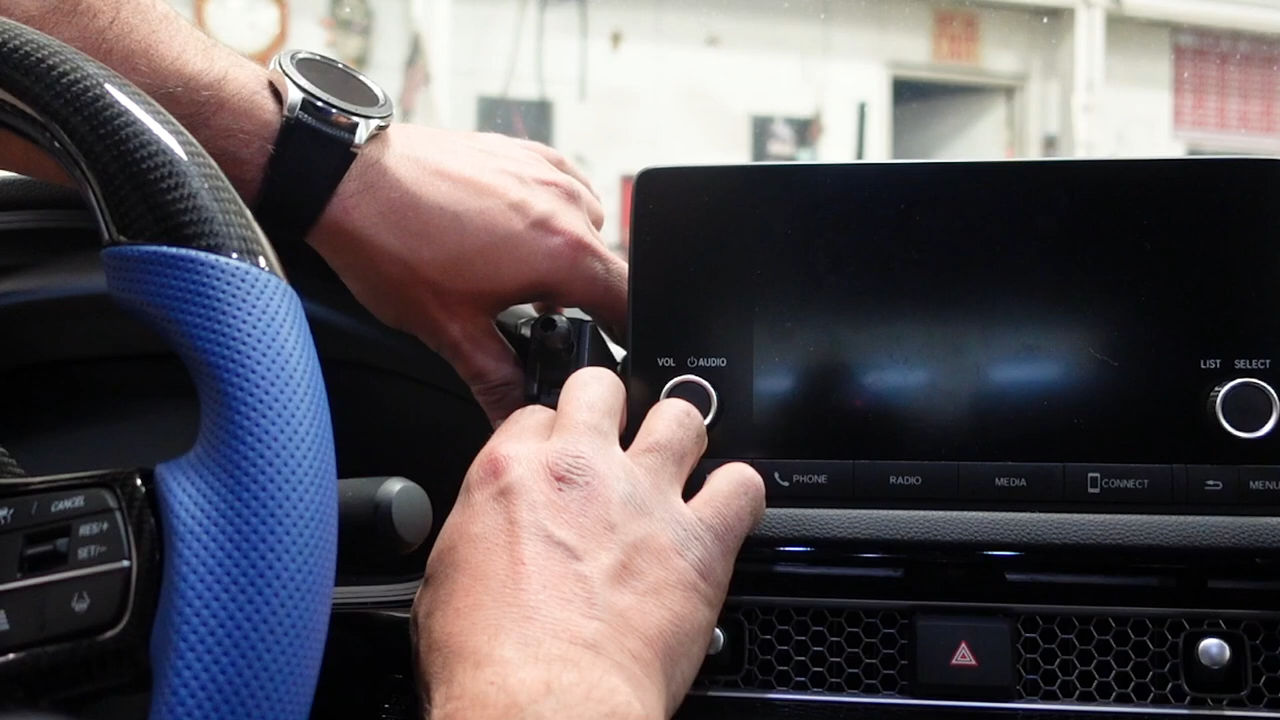 VOL AUDIO
LIST SELECT
PHONE RADIO MEDIA CONNECT MENU
CANCEL
RES/+
SET/-